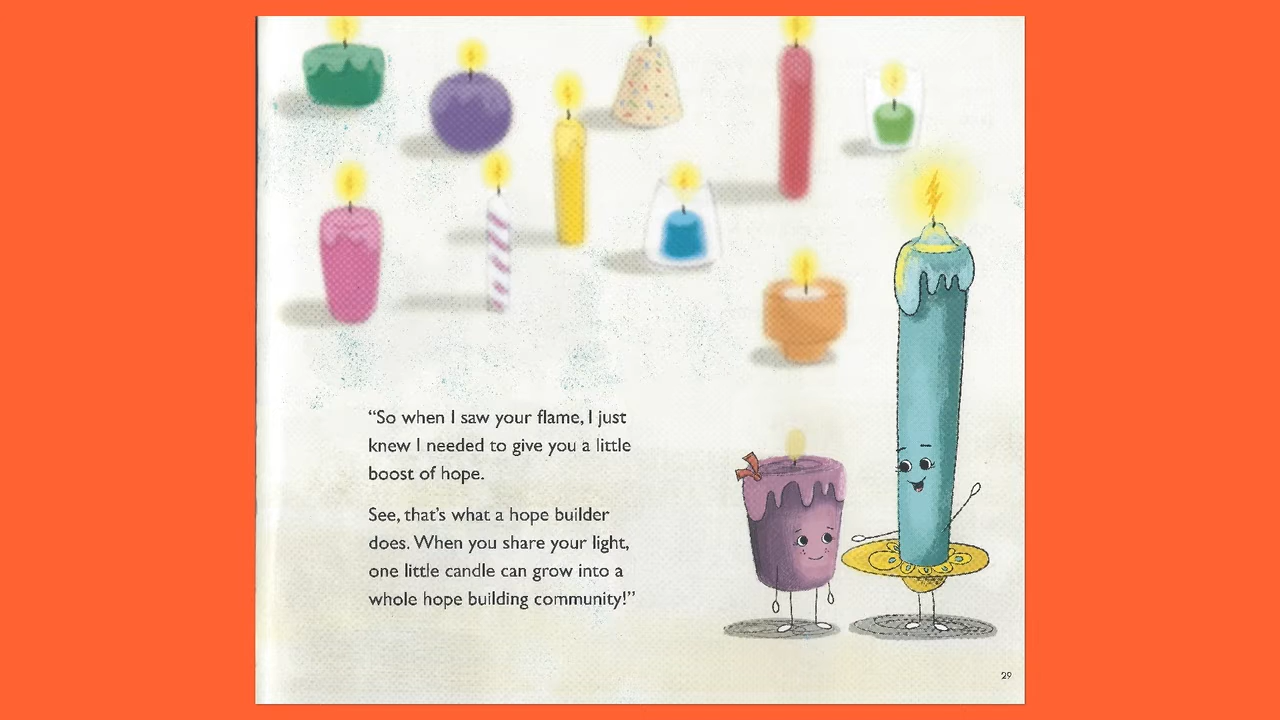 “So when I saw your flame, I just
knew I needed to give you a little
boost of hope.
See, that’s what a hope builder
does. When you share your light,
one little candle can grow into a
whole hope building community!”
29